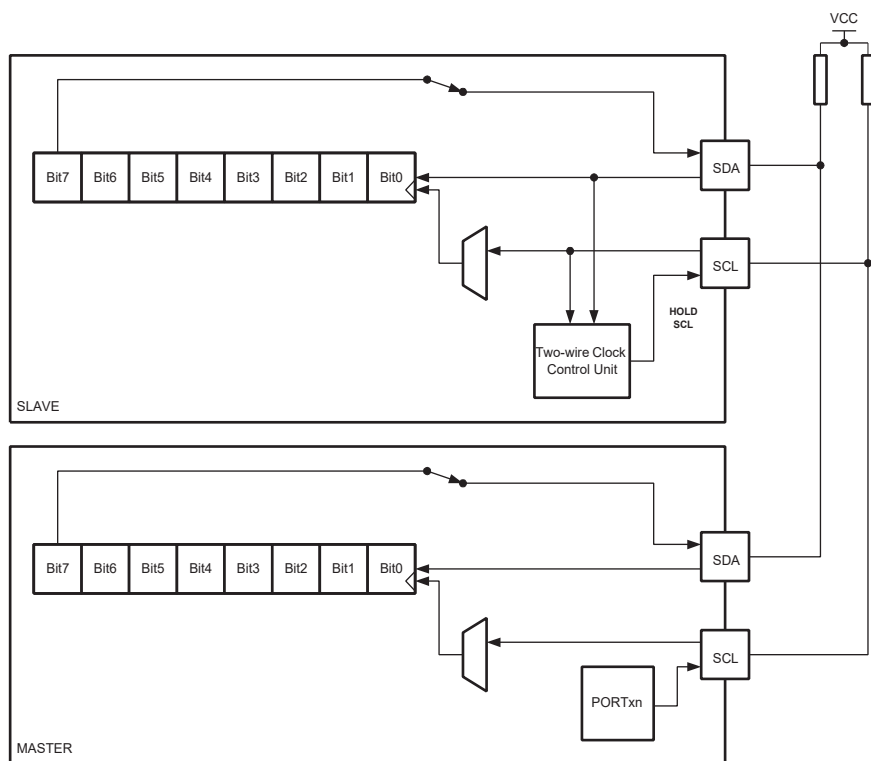 VCC
Bit7 Bit6 Bit5 Bit4 Bit3 Bit2 Bit1 Bit0
SDA
SCL
HOLD
SCL
Two-wire Clock
Control Unit
SLAVE
Bit7 Bit6 Bit5 Bit4 Bit3 Bit2 Bit1 Bit0
SDA
SCL
PORTxn
MASTER